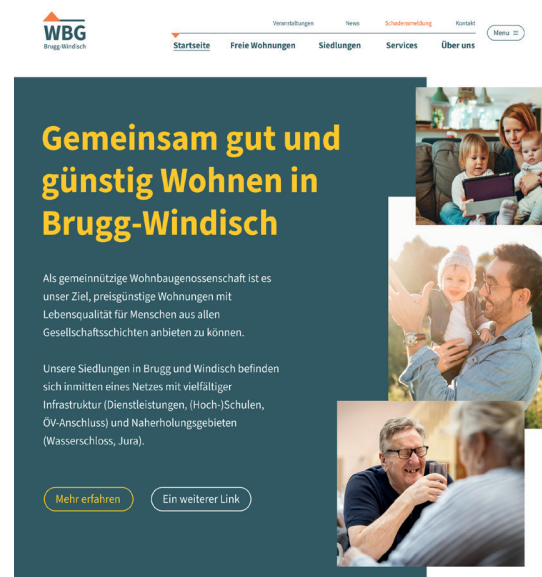 WBG
Brugg-Windisch
Veranstaltungen News Schadensmeldung Kontakt
Menu
Startseite Freie Wohnungen Siedlungen Services Über uns
Gemeinsam gut und
günstig Wohnen in
Brugg-Windisch
Als gemeinnützige Wohnbaugenossenschaft ist es
unser Ziel, preisgünstige Wohnungen mit
Lebensqualität für Menschen aus allen
Gesellschaftsschichten anbieten zu können.
Unsere Siedlungen in Brugg und Windisch befinden
sich inmitten eines Netzes mit vielfältiger
Infrastruktur (Dienstleistungen, (Hoch-)Schulen,
ÖV-Anschluss) und Naherholungsgebieten
(Wasserschloss, Jura).
Mehr erfahren Ein weiterer Link